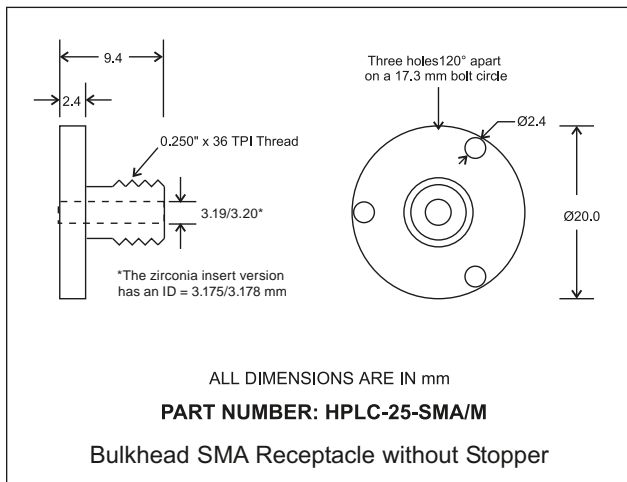 9.4
2.4
0.250" x 36 TPI Thread
3.19/3.20*
*The zirconia insert version
has an ID = 3.175/3.178 mm
Three holes120° apart
on a 17.3 mm bolt circle
Ø2.4
Ø20.0
ALL DIMENSIONS ARE IN mm
PART NUMBER: HPLC-25-SMA/M
Bulkhead SMA Receptacle without Stopper